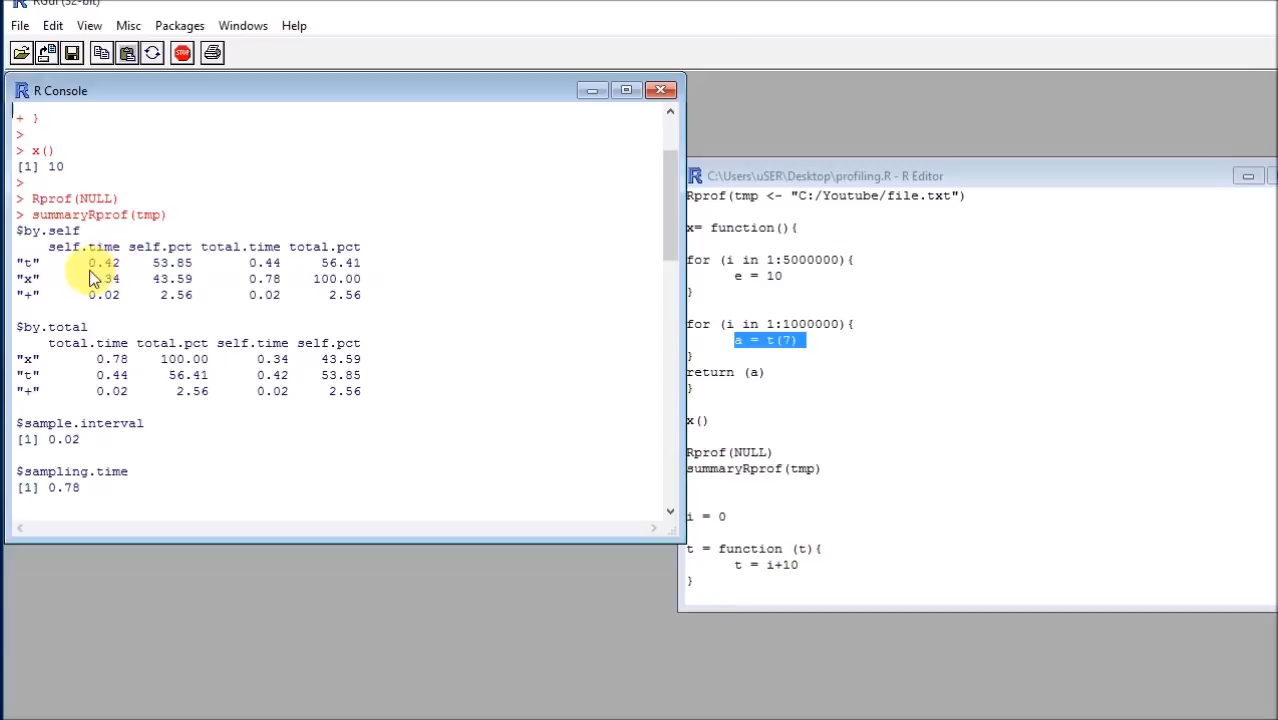 RGui (32-bit)
File Edit View Misc Packages Windows Help
STOP
R Console
+ }
>
> x()
[1] 10
>
> Rprof(NULL)
> summaryRprof(tmp)
$by.self
self.time self.pct total.time total.pct
"t" 0.42 53.85 0.44 56.41
"x" 0.34 43.59 0.78 100.00
"+" 0.02 2.56 0.02 2.56
$by.total
total.time total.pct self.time self.pct
"x" 0.78 100.00 0.34 43.59
"t" 0.44 56.41 0.42 53.85
"+" 0.02 2.56 0.02 2.56
$sample.interval
[1] 0.02
$sampling.time
[1] 0.78
C:\Users\uSER\Desktop\profiling.R - R Editor
Rprof(tmp <- "C:/Youtube/file.txt")
x= function(){
for (i in 1:5000000){
e = 10
}
for (i in 1:1000000){
a = t(7)
}
return (a)
}
x()
Rprof(NULL)
summaryRprof(tmp)
i = 0
t = function (t){
t = i+10
}